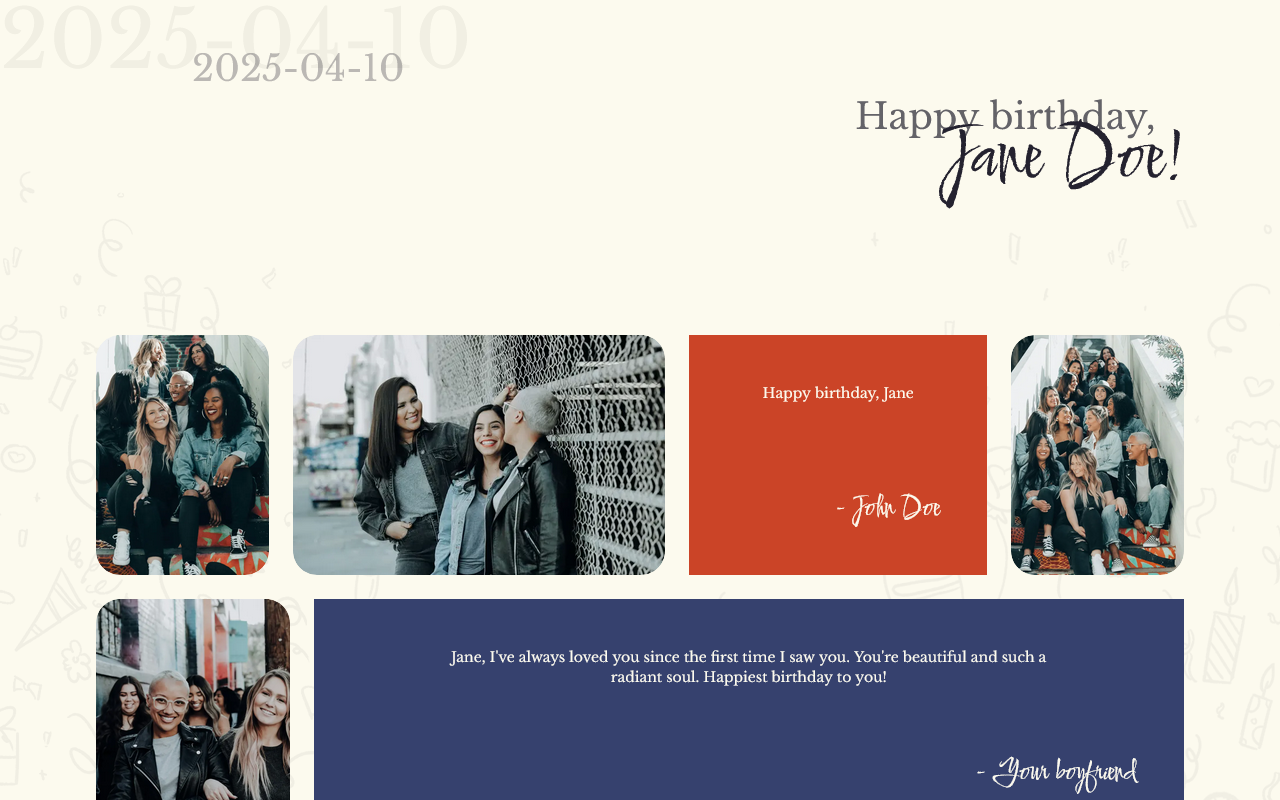 2025-04-10
2025-04-10
Happy birthday,
Jane Doe!
Happy birthday, Jane
- John Doe
Jane, I've always loved you since the first time I saw you. You're beautiful and such a
radiant soul. Happiest birthday to you!
- Your boyfriend